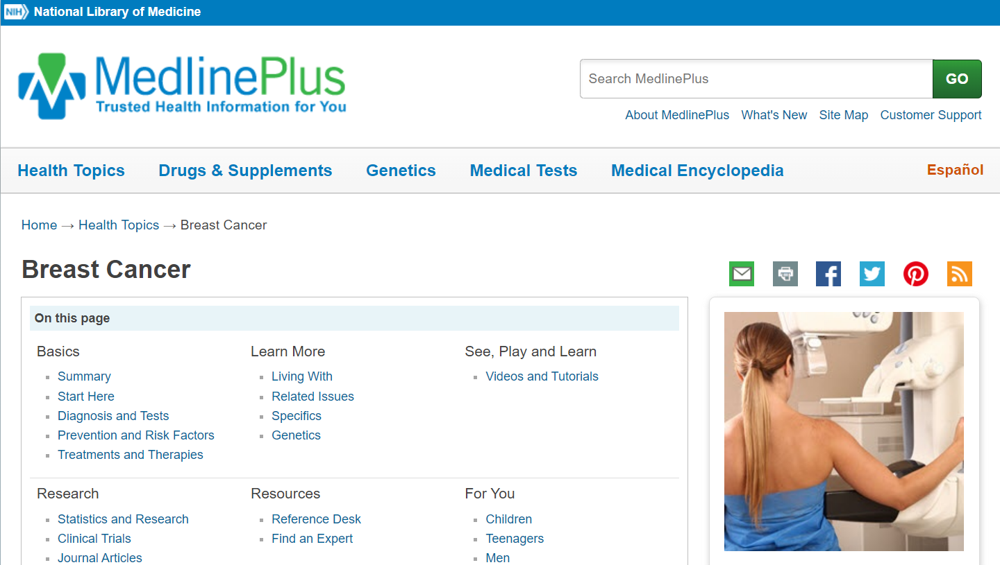 NIH National Library of Medicine
MedlinePlus
Trusted Health Information for You
Search MedlinePlus
GO
About MedlinePlus What's New Site Map Customer Support
Health Topics Drugs & Supplements Genetics Medical Tests Medical Encyclopedia Español
Home → Health Topics → Breast Cancer
Breast Cancer
On this page
Basics
Summary
Start Here
Diagnosis and Tests
Prevention and Risk Factors
Treatments and Therapies
Learn More
Living With
Related Issues
Specifics
Genetics
See, Play and Learn
Videos and Tutorials
Research
Statistics and Research
Clinical Trials
Journal Articles
Resources
Reference Desk
Find an Expert
For You
Children
Teenagers
Men